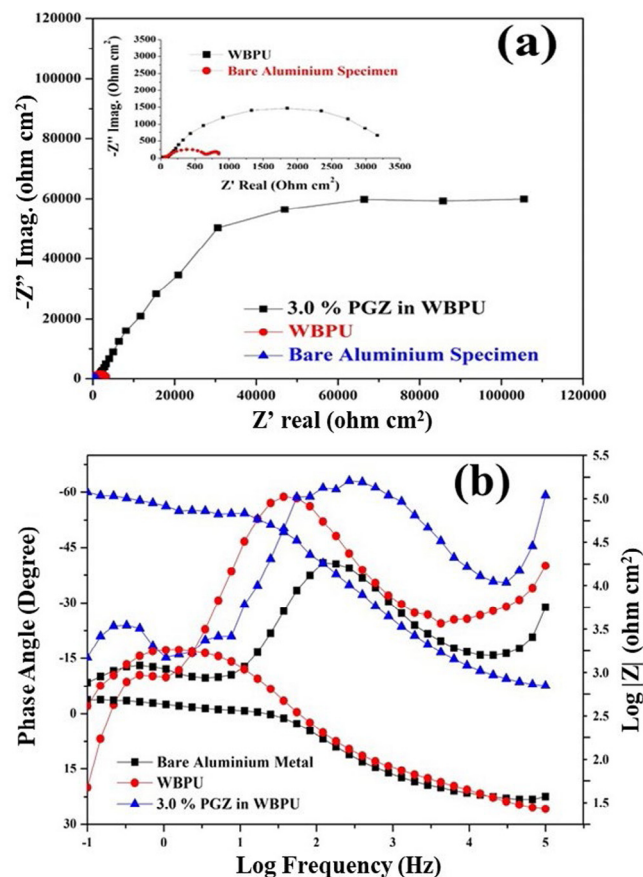 (a)
120000
100000
80000
60000
40000
20000
0
-Z” Imag. (ohm cm²)
3500
3000
2500
2000
1500
1000
500
0
-Z'' Imag. (Ohm cm²)
WBPU
Bare Aluminium Specimen
0 500 1000 1500 2000 2500 3000 3500
Z' Real (Ohm cm²)
3.0 % PGZ in WBPU
WBPU
Bare Aluminium Specimen
0 20000 40000 60000 80000 100000 120000
Z’ real (ohm cm²)
(b)
-60
-45
-30
-15
0
15
30
Phase Angle (Degree)
5.5
5.0
4.5
4.0
3.5
3.0
2.5
2.0
1.5
Log |Z| (ohm cm²)
Bare Aluminium Metal
WBPU
3.0 % PGZ in WBPU
-1 0 1 2 3 4 5
Log Frequency (Hz)